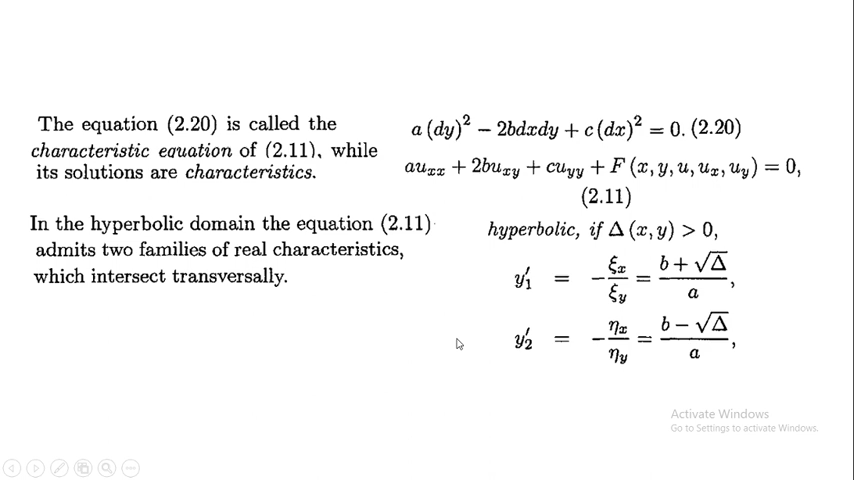 The equation (2.20) is called the
characteristic equation of (2.11), while
its solutions are characteristics.
In the hyperbolic domain the equation (2.11)
admits two families of real characteristics,
which intersect transversally.
a (dy)² − 2bdxdy + c (dx)² = 0. (2.20)
au_xx + 2bu_xy + cu_yy + F (x, y, u, u_x, u_y) = 0,
(2.11)
hyperbolic, if Δ (x, y) > 0,
y′₁ = −ξ_x/ξ_y = (b + √Δ)/a,
y′₂ = −η_x/η_y = (b − √Δ)/a,
Activate Windows
Go to Settings to activate Windows.